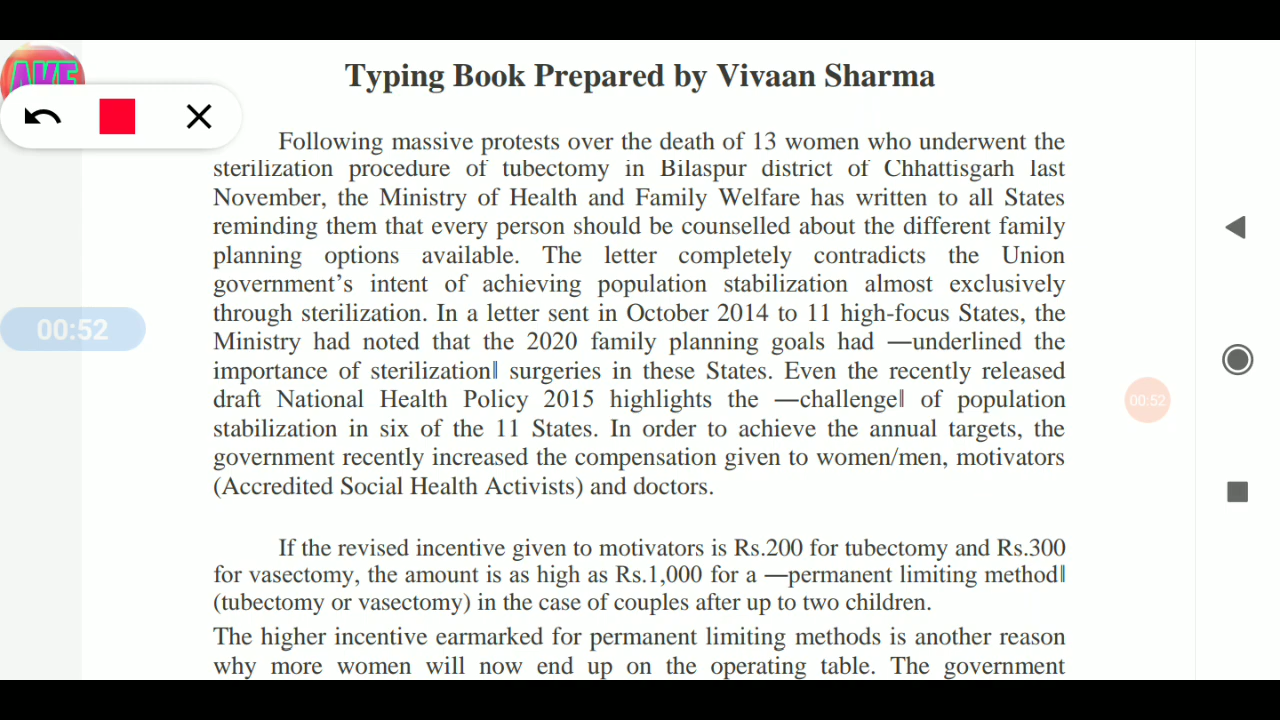 AKE
Typing Book Prepared by Vivaan Sharma
Following massive protests over the death of 13 women who underwent the
sterilization procedure of tubectomy in Bilaspur district of Chhattisgarh last
November, the Ministry of Health and Family Welfare has written to all States
reminding them that every person should be counselled about the different family
planning options available. The letter completely contradicts the Union
government’s intent of achieving population stabilization almost exclusively
through sterilization. In a letter sent in October 2014 to 11 high-focus States, the
Ministry had noted that the 2020 family planning goals had ―underlined the
importance of sterilization‖ surgeries in these States. Even the recently released
draft National Health Policy 2015 highlights the ―challenge‖ of population
stabilization in six of the 11 States. In order to achieve the annual targets, the
government recently increased the compensation given to women/men, motivators
(Accredited Social Health Activists) and doctors.
If the revised incentive given to motivators is Rs.200 for tubectomy and Rs.300
for vasectomy, the amount is as high as Rs.1,000 for a ―permanent limiting method‖
(tubectomy or vasectomy) in the case of couples after up to two children.
The higher incentive earmarked for permanent limiting methods is another reason
why more women will now end up on the operating table. The government
00:52
00:52